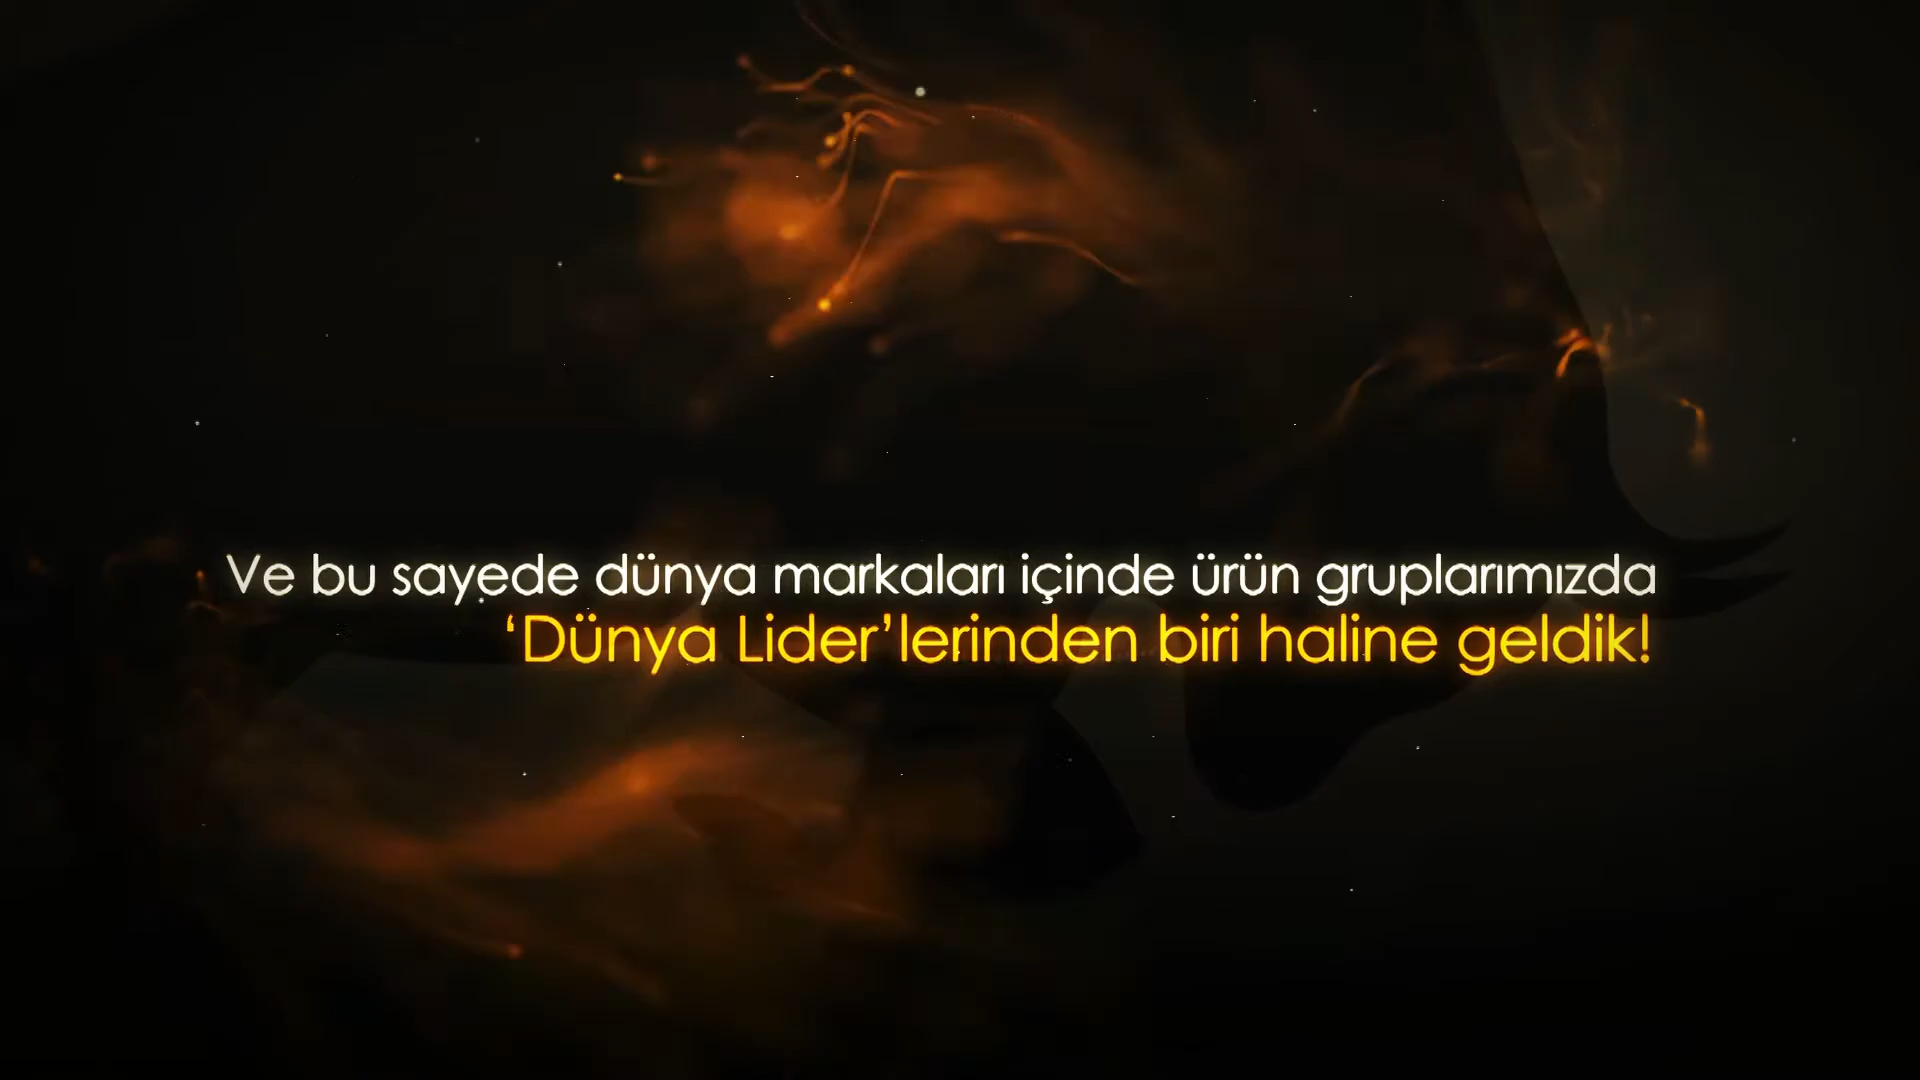 Ve bu sayede dünya markaları içinde ürün gruplarımızda
‘Dünya Lider’lerinden biri haline geldik!